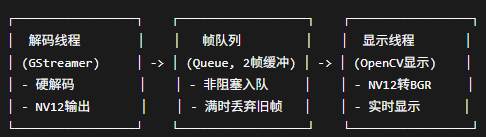 解码线程 帧队列 显示线程
(GStreamer) -> (Queue, 2帧缓冲) -> (OpenCV显示)
- 硬解码 - 非阻塞入队 - NV12转BGR
- NV12输出 - 满时丢弃旧帧 - 实时显示